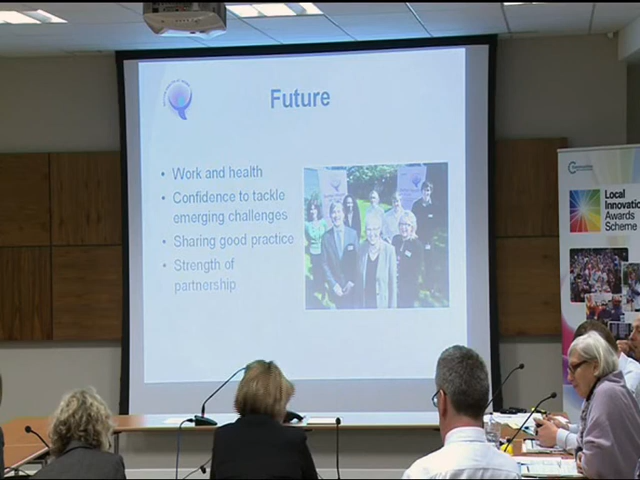 Future
• Work and health
• Confidence to tackle
emerging challenges
• Sharing good practice
• Strength of
partnership
Local
Innovation
Awards
Scheme